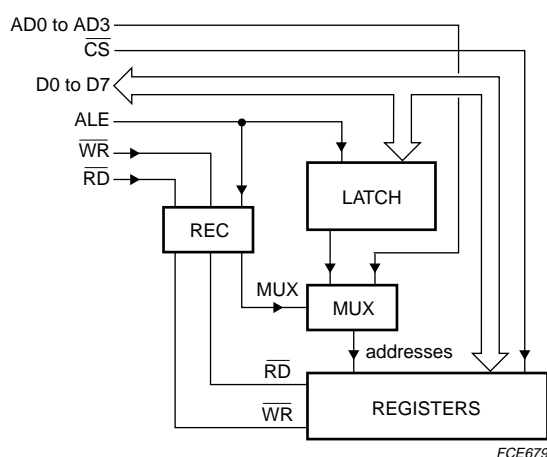 AD0 to AD3
CS
D0 to D7
ALE
WR
RD
LATCH
REC
MUX
MUX
addresses
RD
REGISTERS
WR
FCE679